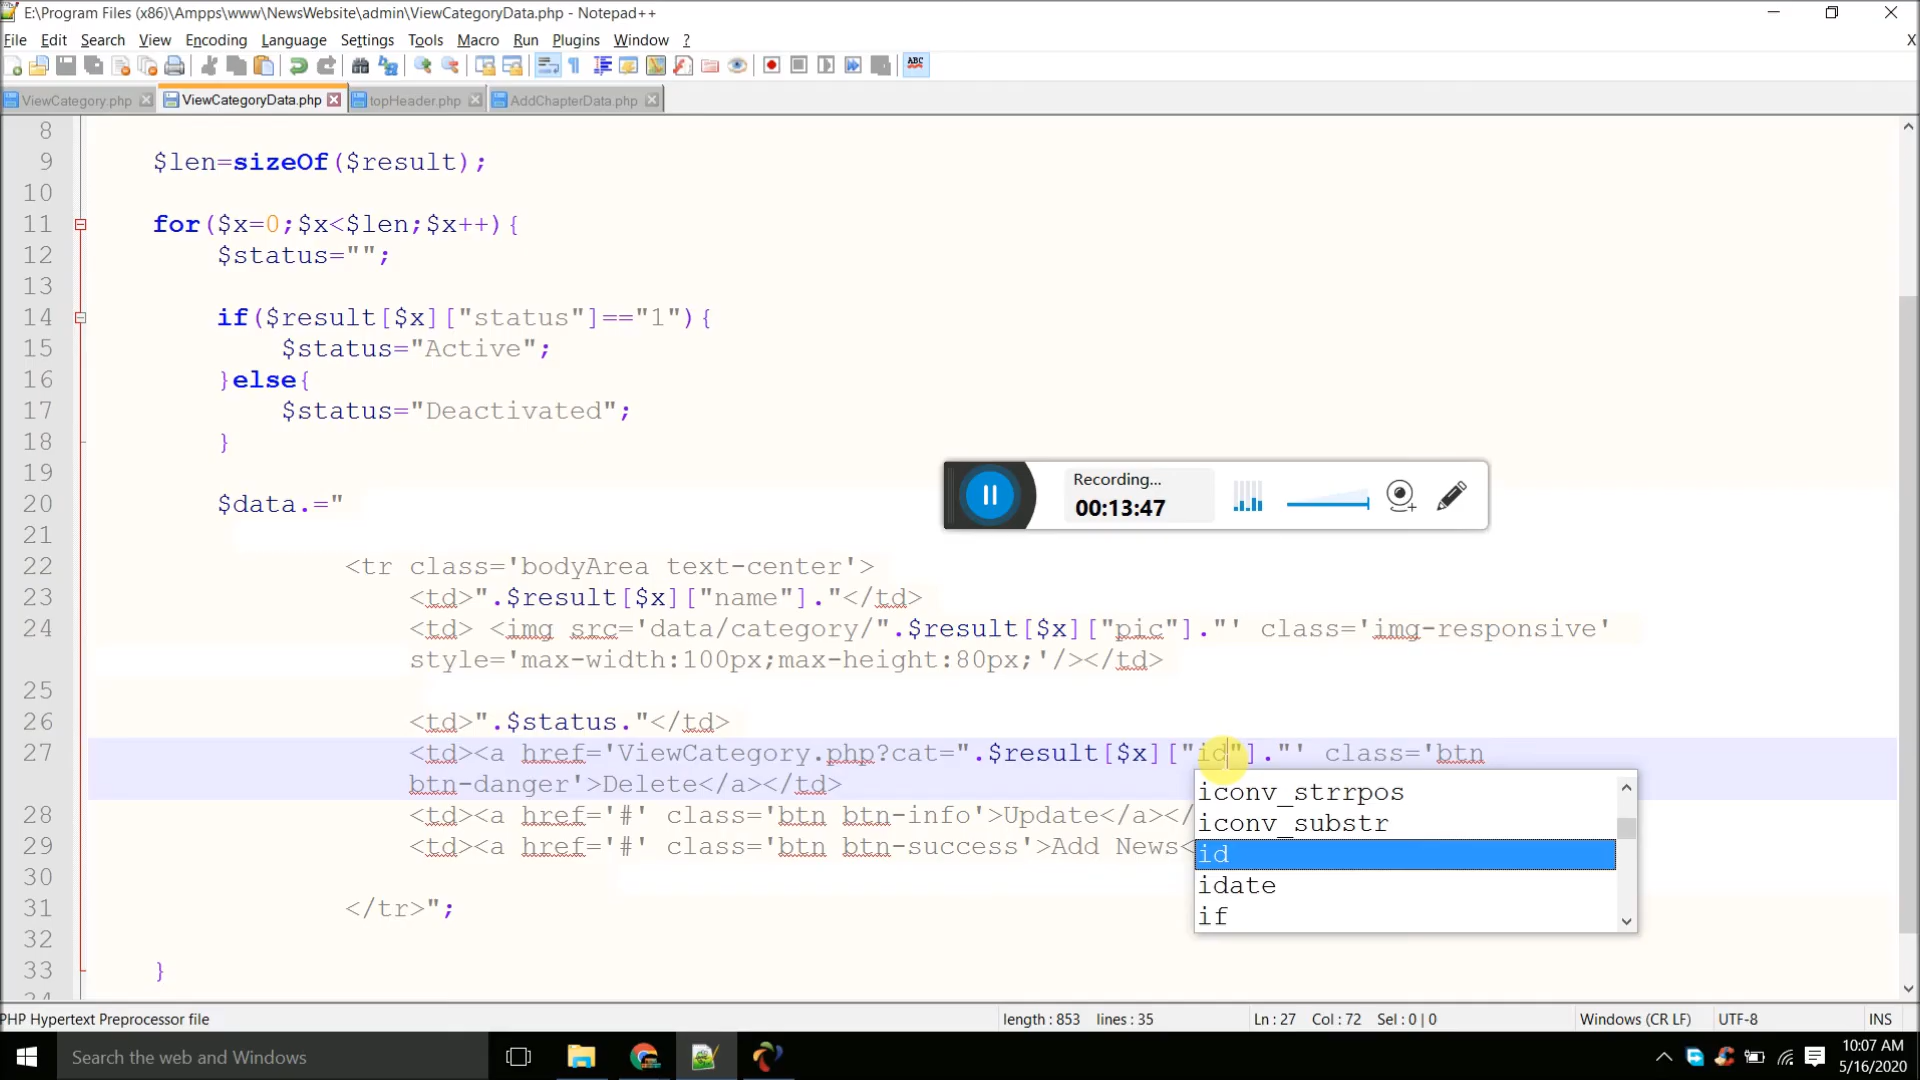 E:\Program Files (x86)\Ampps\www\NewsWebsite\admin\ViewCategoryData.php - Notepad++
File Edit Search View Encoding Language Settings Tools Macro Run Plugins Window ? X
ABC
ViewCategory.php ViewCategoryData.php topHeader.php AddChapterData.php
8
9 $len=sizeOf($result);
10
11 for($x=0;$x<$len;$x++){
12 $status="";
13
14 if($result[$x]["status"]=="1"){
15 $status="Active";
16 }else{
17 $status="Deactivated";
18 }
19
20 $data.="
21
22 <tr class='bodyArea text-center'>
23 <td>".$result[$x]["name"]."</td>
24 <td> <img src='data/category/".$result[$x]["pic"]."' class='img-responsive'
style='max-width:100px;max-height:80px;'/></td>
25
26 <td>".$status."</td>
27 <td><a href='ViewCategory.php?cat=".$result[$x]["id"]."' class='btn
btn-danger'>Delete</a></td>
28 <td><a href='#' class='btn btn-info'>Update</a></
29 <td><a href='#' class='btn btn-success'>Add News<
30
31 </tr>";
32
33 }
Recording...
00:13:47
iconv_strrpos
iconv_substr
id
idate
if
PHP Hypertext Preprocessor file length : 853 lines : 35 Ln : 27 Col : 72 Sel : 0 | 0 Windows (CR LF) UTF-8 INS
Search the web and Windows
10:07 AM
5/16/2020